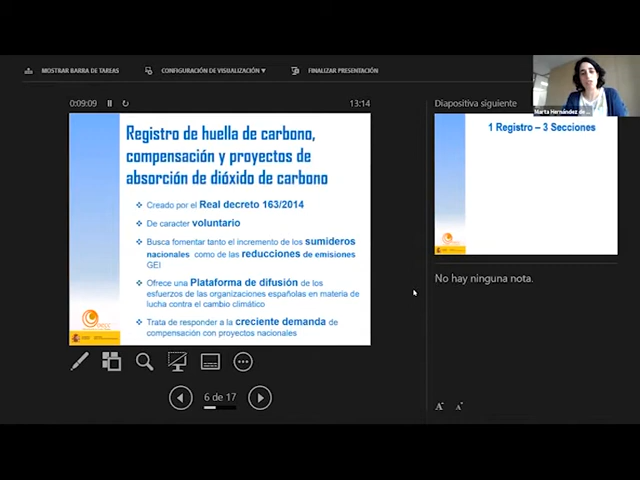 MOSTRAR BARRA DE TAREAS
CONFIGURACIÓN DE VISUALIZACIÓN ▼
FINALIZAR PRESENTACIÓN
Marta Hernández de ...
0:09:09
13:14
Registro de huella de carbono,
compensación y proyectos de
absorción de dióxido de carbono
❖ Creado por el Real decreto 163/2014
❖ De caracter voluntario
❖ Busca fomentar tanto el incremento de los sumideros
nacionales como de las reducciones de emisiones
GEI
❖ Ofrece una Plataforma de difusión de los
esfuerzos de las organizaciones españolas en materia de
lucha contra el cambio climático
❖ Trata de responder a la creciente demanda de
compensación con proyectos nacionales
6 de 17
Diapositiva siguiente
1 Registro – 3 Secciones
No hay ninguna nota.
A A